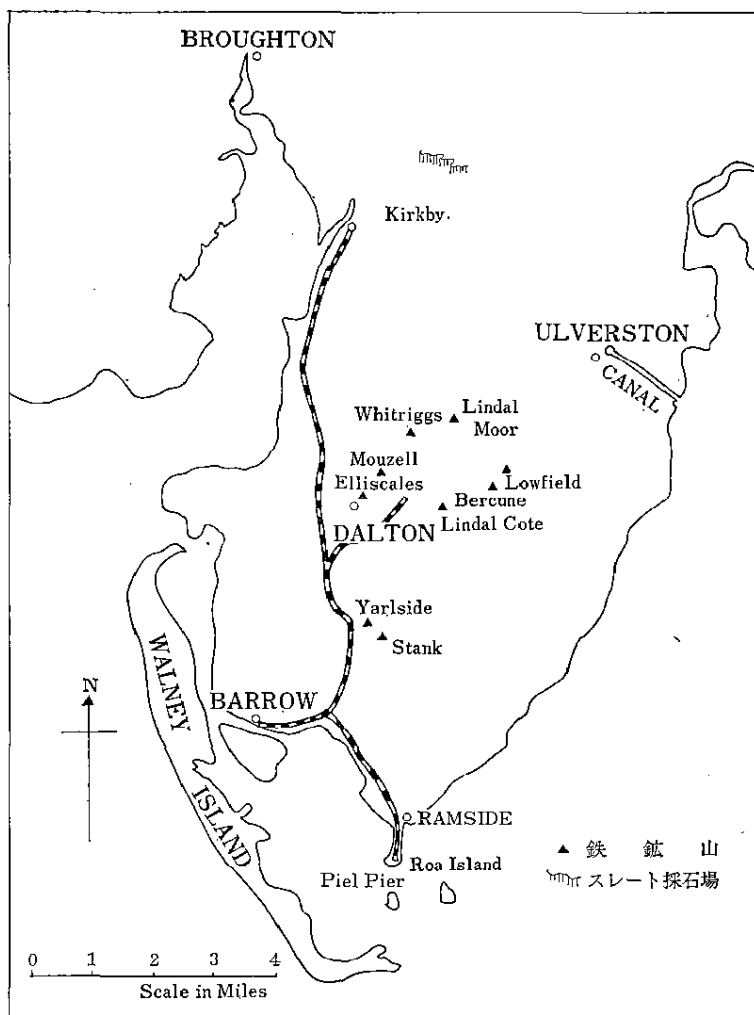 BROUGHTON
Kirkby
ULVERSTON
CANAL
Whitriggs
Lindal
Moor
Mouzell
Elliscales
Lowfield
Bercune
DALTON
Lindal Cote
Yarlside
Stank
WALNEY
ISLAND
N
BARROW
RAMSIDE
Roa Island
Piel Pier
▲ 鉄鉱山
スレート採石場
0 1 2 3 4
Scale in Miles